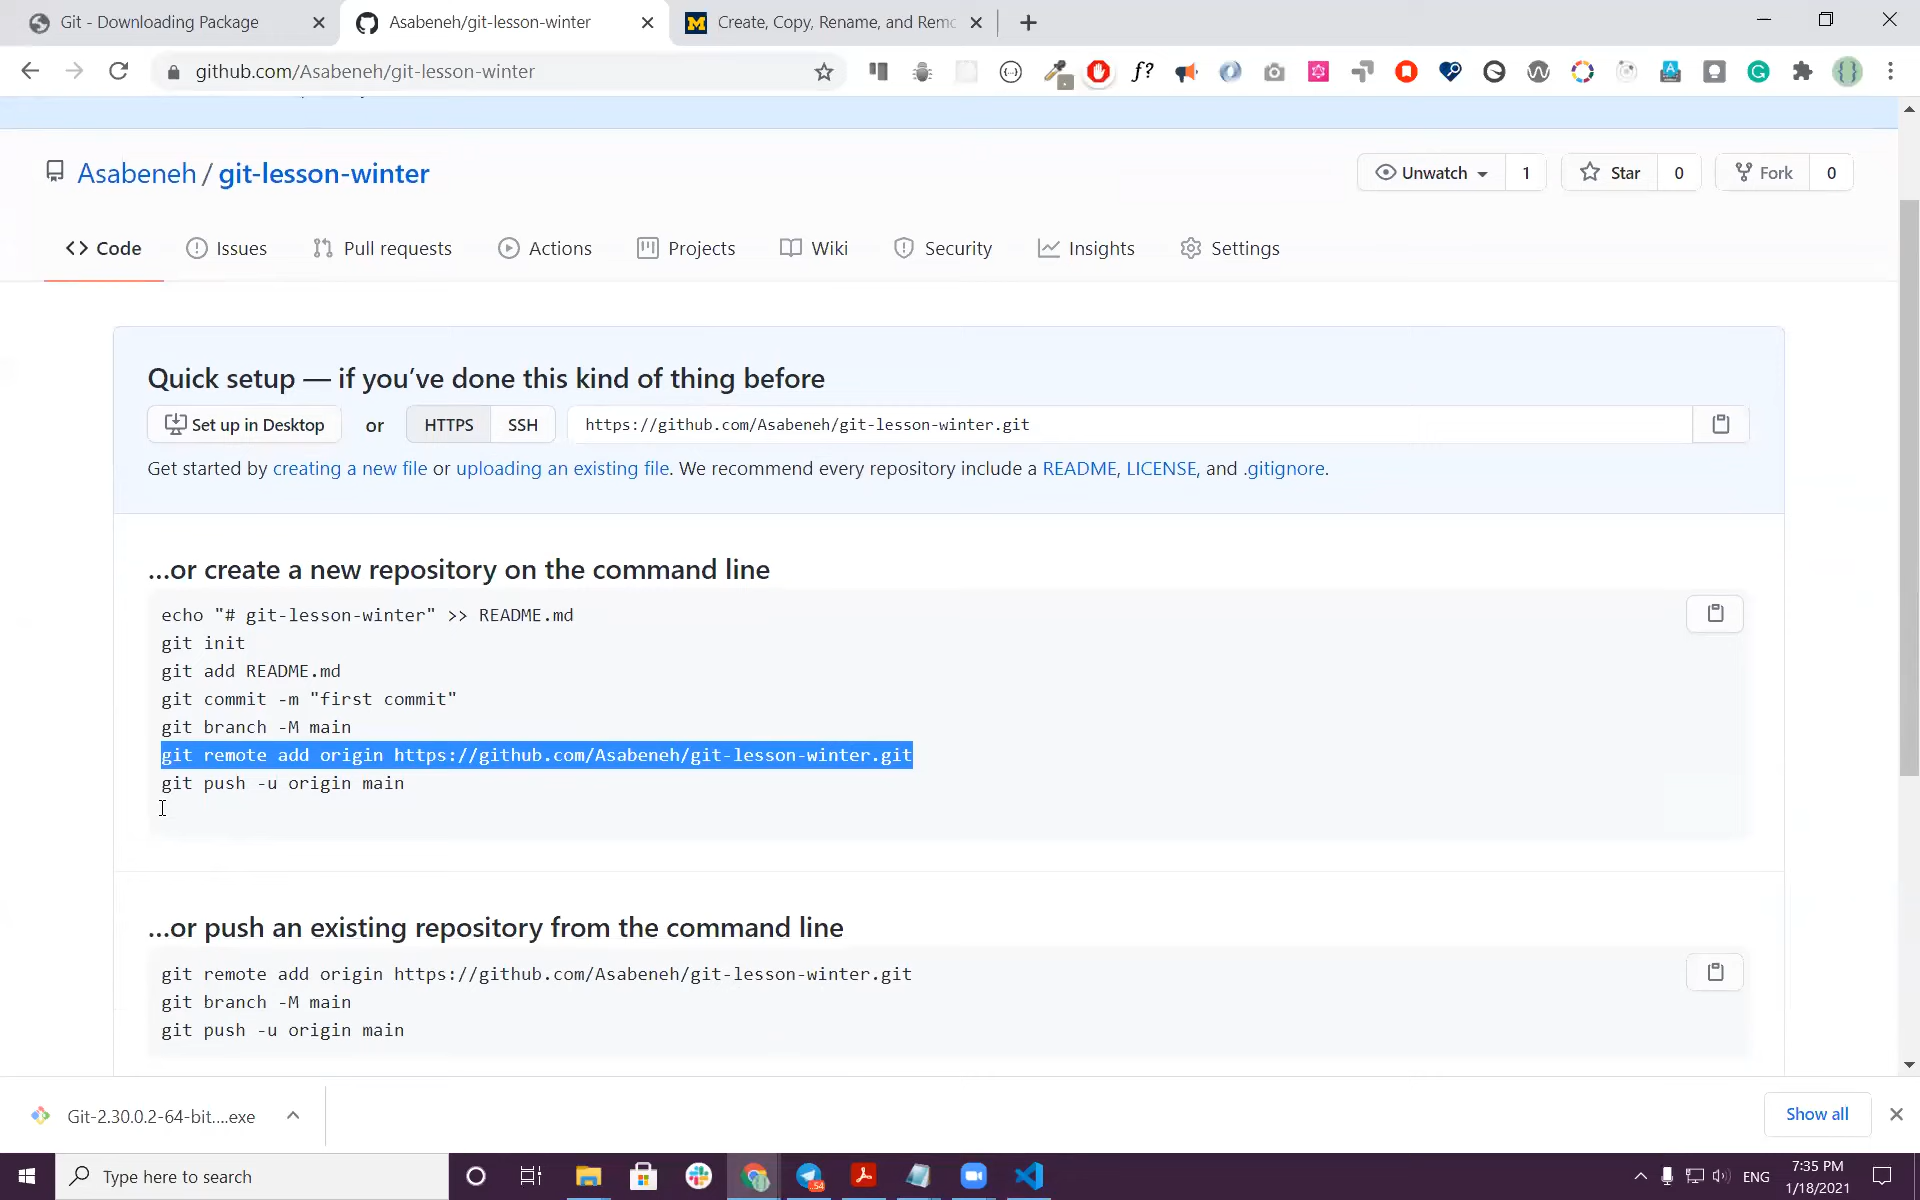 Git - Downloading Package
Asabeneh/git-lesson-winter
Create, Copy, Rename, and Remo
github.com/Asabeneh/git-lesson-winter
Asabeneh / git-lesson-winter
Unwatch 1
Star 0
Fork 0
Code
Issues
Pull requests
Actions
Projects
Wiki
Security
Insights
Settings
Quick setup — if you’ve done this kind of thing before
Set up in Desktop or HTTPS SSH https://github.com/Asabeneh/git-lesson-winter.git
Get started by creating a new file or uploading an existing file. We recommend every repository include a README, LICENSE, and .gitignore.
…or create a new repository on the command line
echo "# git-lesson-winter" >> README.md
git init
git add README.md
git commit -m "first commit"
git branch -M main
git remote add origin https://github.com/Asabeneh/git-lesson-winter.git
git push -u origin main
…or push an existing repository from the command line
git remote add origin https://github.com/Asabeneh/git-lesson-winter.git
git branch -M main
git push -u origin main
Git-2.30.0.2-64-bit....exe
Show all
Type here to search
ENG
7:35 PM
1/18/2021